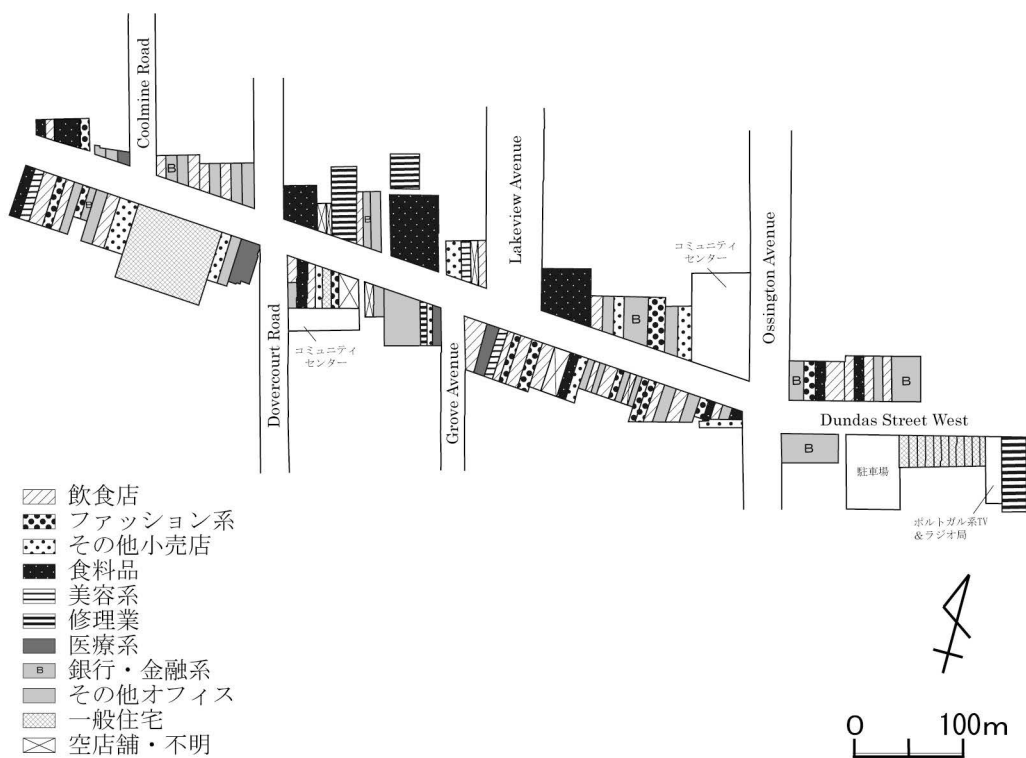 Coolmine Road
Lakeview Avenue
コミュニティ
センター
Ossington Avenue
B
B
B
B
B
B
Dovercourt Road
コミュニティ
センター
Grove Avenue
Dundas Street West
B
駐車場
ポルトガル系TV
&ラジオ局
飲食店
ファッション系
その他小売店
食料品
美容系
修理業
医療系
B 銀行・金融系
その他オフィス
一般住宅
空店舗・不明
0 100m